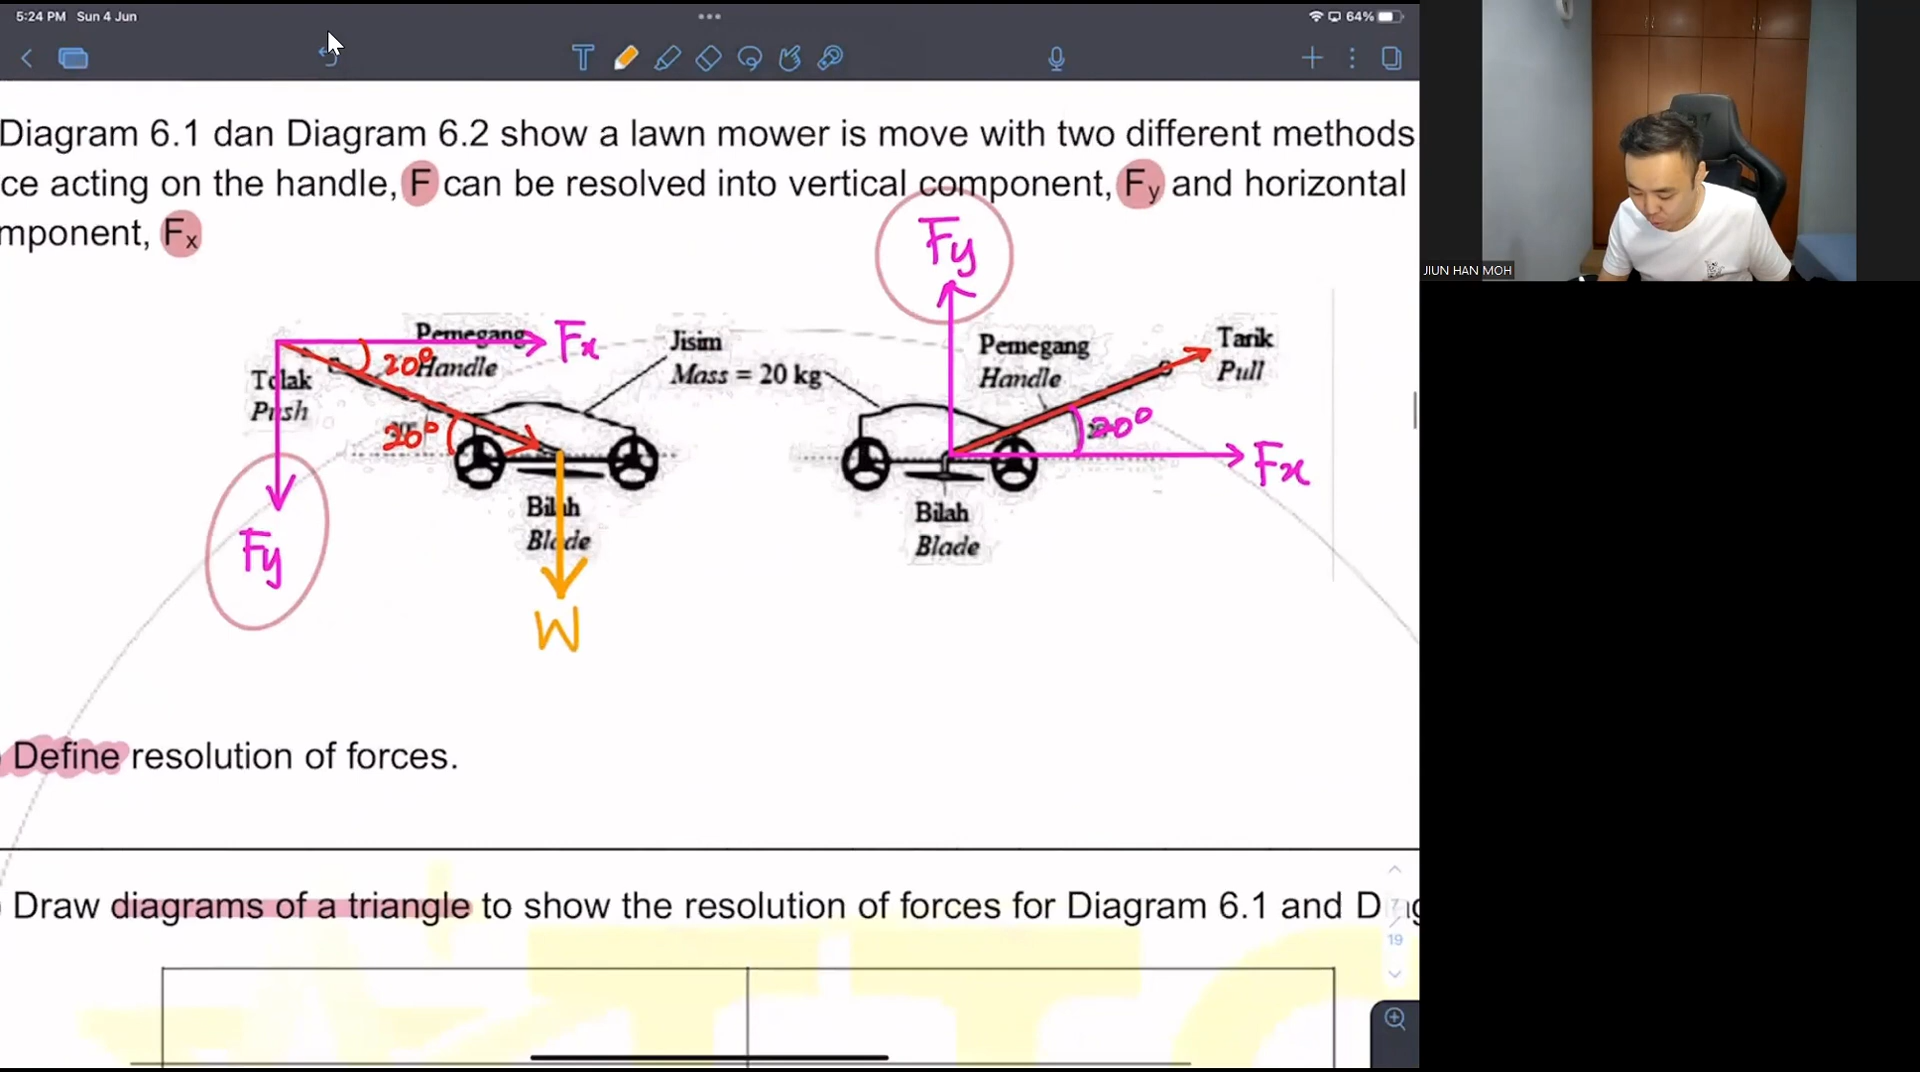 5:24 PM Sun 4 Jun
64%
Diagram 6.1 dan Diagram 6.2 show a lawn mower is move with two different methods
ce acting on the handle, F can be resolved into vertical component, Fy and horizontal
mponent, Fx
JIUN HAN MOH
Fy
Pemegang
Handle
Fx
20°
Tolak
Push
20°
Jisim
Mass = 20 kg
Pemegang
Handle
Tarik
Pull
20°
Fx
Bilah
Blade
Bilah
Blade
Fy
W
Define resolution of forces.
Draw diagrams of a triangle to show the resolution of forces for Diagram 6.1 and D
7
19